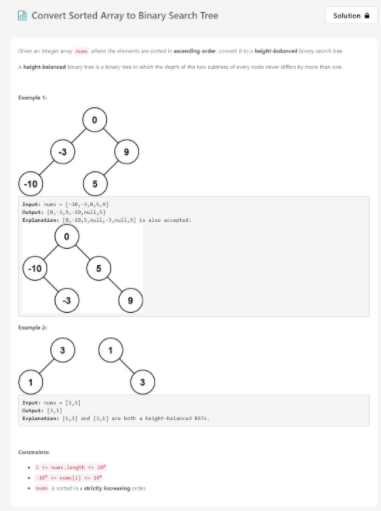 Convert Sorted Array to Binary Search Tree
Solution
Given an integer array nums where the elements are sorted in ascending order, convert it to a height-balanced binary search tree.
A height-balanced binary tree is a binary tree in which the depth of the two subtrees of every node never differs by more than one.
Example 1:
0
-3 9
-10 5
Input: nums = [-10,-3,0,5,9]
Output: [0,-3,9,-10,null,5]
Explanation: [0,-10,5,null,-3,null,9] is also accepted:
0
-10 5
-3 9
Example 2:
3 1
1 3
Input: nums = [1,3]
Output: [3,1]
Explanation: [1,3] and [3,1] are both a height-balanced BSTs.
Constraints:
1 <= nums.length <= 10⁴
-10⁴ <= nums[i] <= 10⁴
nums is sorted in a strictly increasing order.